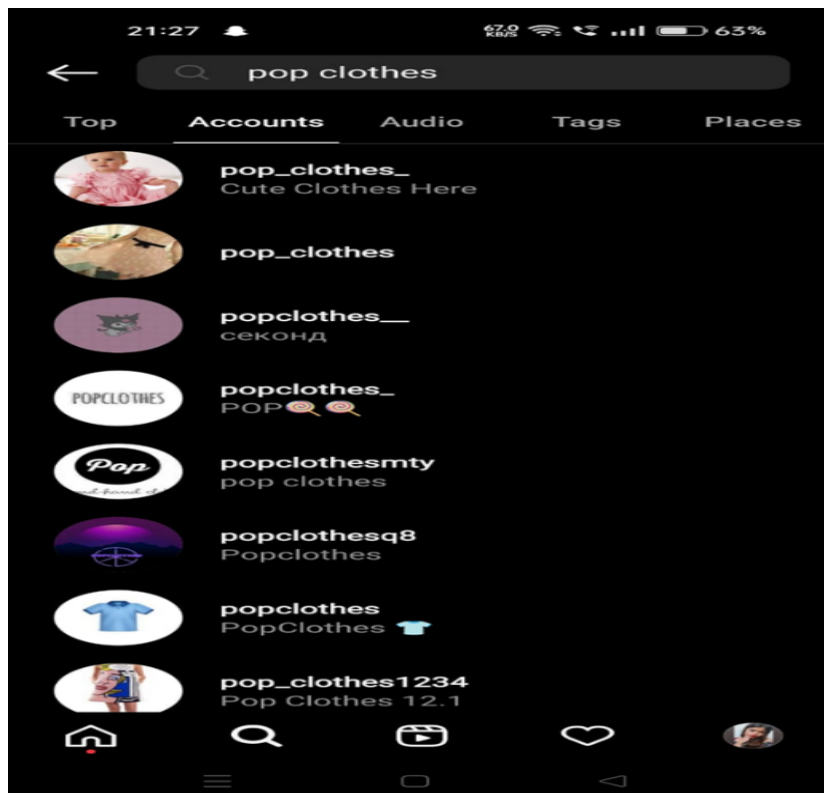 21:27
67.0
KB/S
63%
pop clothes
Top Accounts Audio Tags Places
pop_clothes_
Cute Clothes Here
pop_clothes
popclothes__
секонд
POPCLOTHES
popclothes_
POP🍭🍭
Pop
popclothesmty
pop clothes
popclothesq8
Popclothes
popclothes
PopClothes 👕
pop_clothes1234
Pop Clothes 12.1